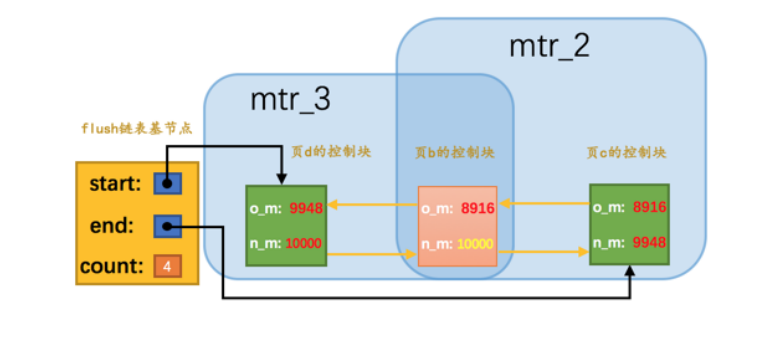 mtr_2
mtr_3
flush链表基节点
页d的控制块
页b的控制块
页c的控制块
start:
end:
count: 4
o_m: 9948
n_m: 10000
o_m: 8916
n_m: 10000
o_m: 8916
n_m: 9948